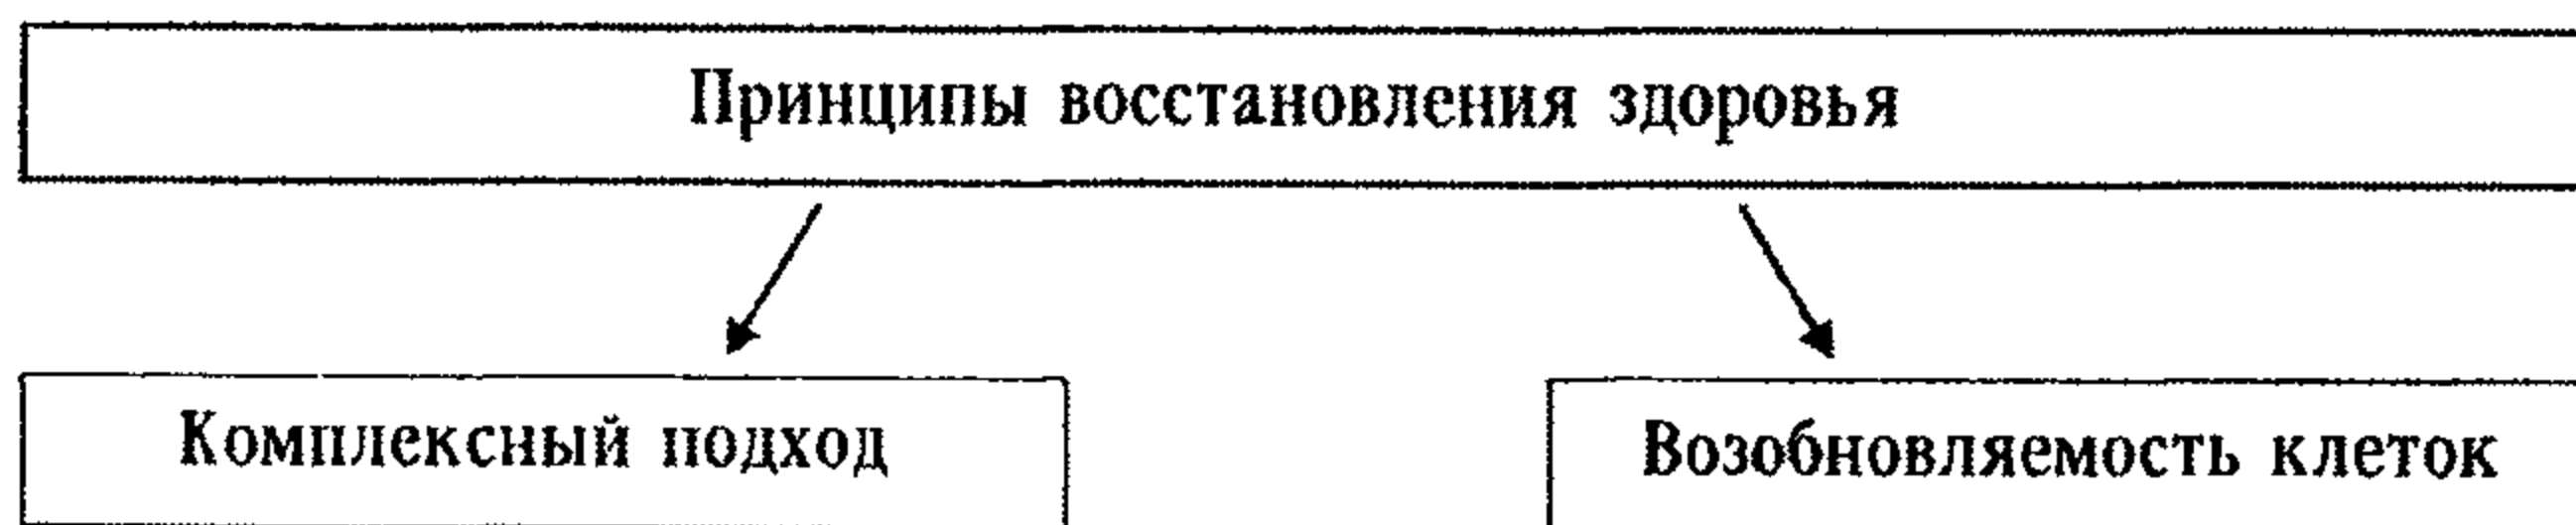 Принципы восстановления здоровья
Комплексный подход
Возобновляемость клеток